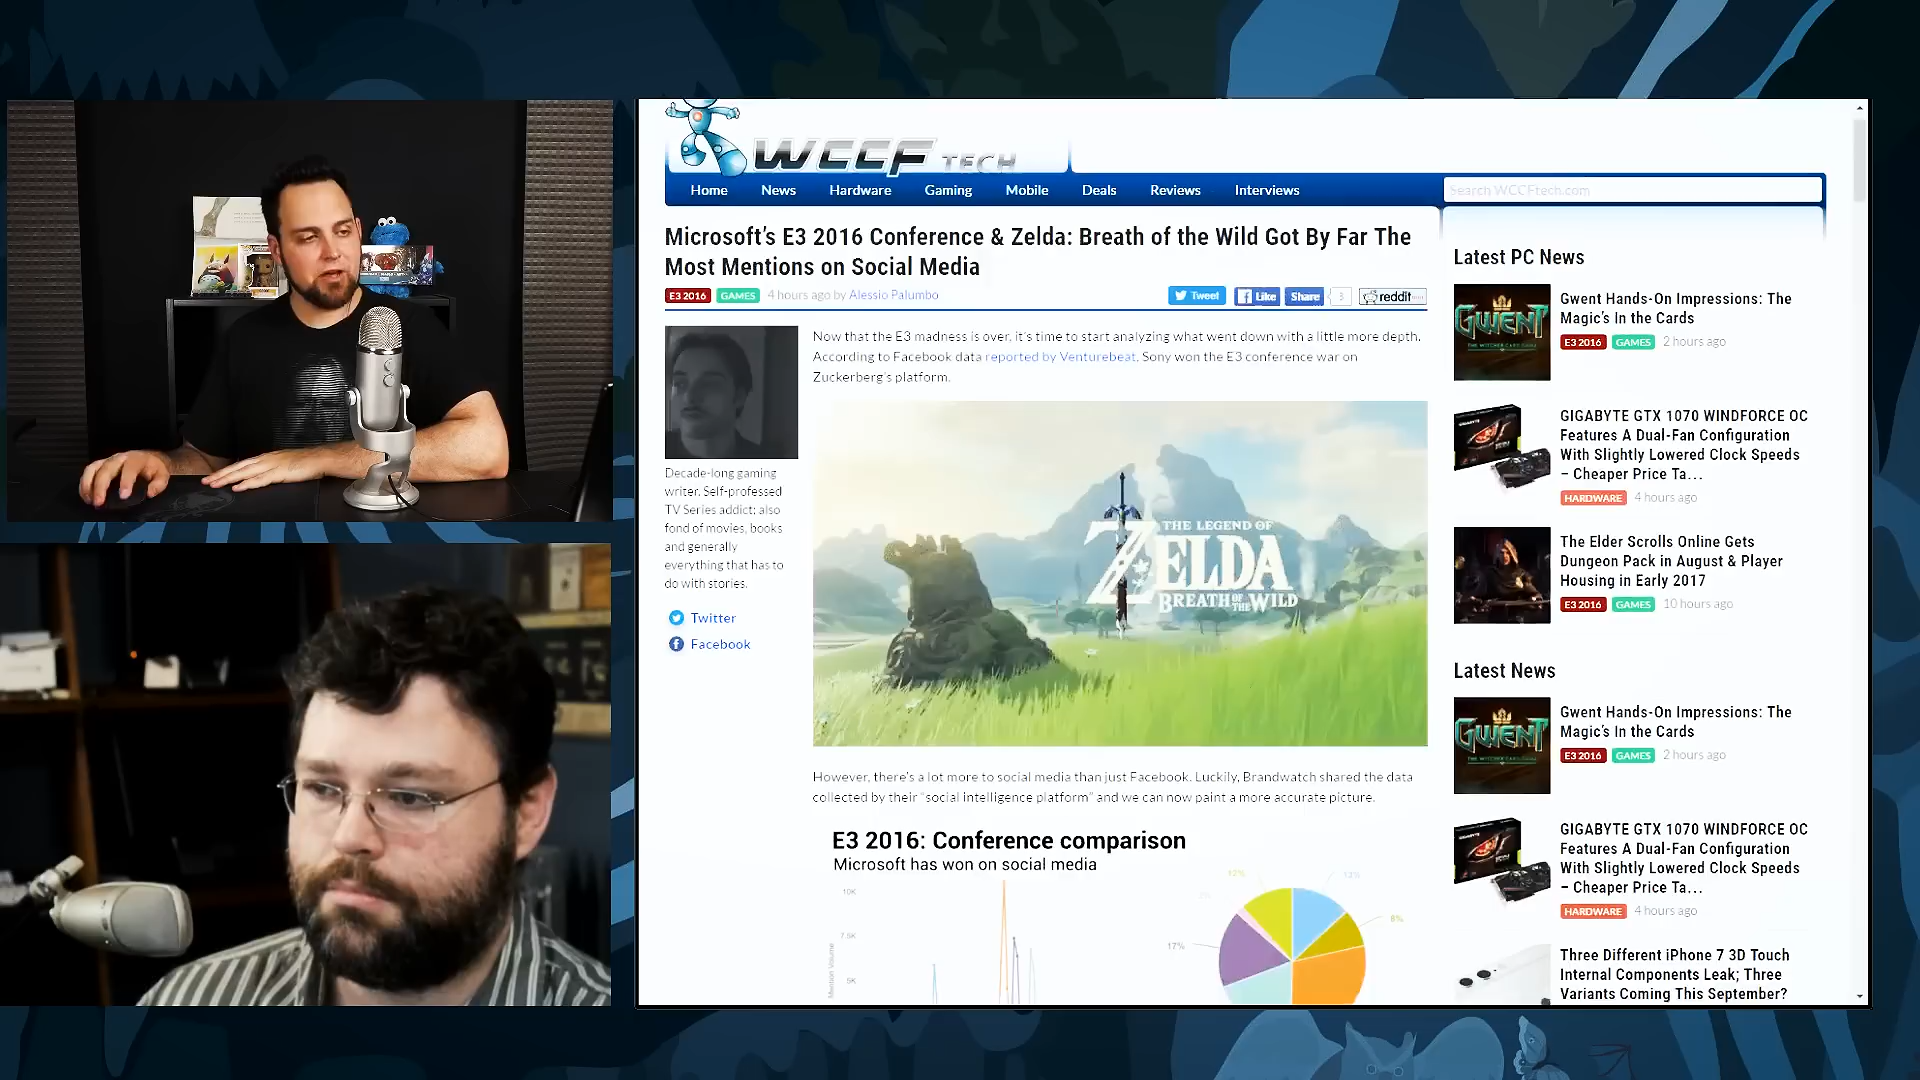 WCCF TECH
Home News Hardware Gaming Mobile Deals Reviews Interviews
Search WCCFtech.com
Microsoft's E3 2016 Conference & Zelda: Breath of the Wild Got By Far The
Most Mentions on Social Media
E3 2016 GAMES 4 hours ago by Alessio Palumbo
Tweet Like Share 3 reddit
Decade-long gaming
writer. Self-professed
TV Series addict; also
fond of movies, books
and generally
everything that has to
do with stories.
Twitter
Facebook
Now that the E3 madness is over, it's time to start analyzing what went down with a little more depth.
According to Facebook data reported by Venturebeat, Sony won the E3 conference war on
Zuckerberg's platform.
THE LEGEND OF
ZELDA
BREATH OF THE WILD
However, there's a lot more to social media than just Facebook. Luckily, Brandwatch shared the data
collected by their "social intelligence platform" and we can now paint a more accurate picture.
E3 2016: Conference comparison
Microsoft has won on social media
10K
7.5K
5K
Mention Volume
12%
13%
8%
17%
Latest PC News
GWENT
Gwent Hands-On Impressions: The
Magic's In the Cards
E3 2016 GAMES 2 hours ago
GIGABYTE GTX 1070 WINDFORCE OC
Features A Dual-Fan Configuration
With Slightly Lowered Clock Speeds
– Cheaper Price Ta...
HARDWARE 4 hours ago
The Elder Scrolls Online Gets
Dungeon Pack in August & Player
Housing in Early 2017
E3 2016 GAMES 10 hours ago
Latest News
GWENT
Gwent Hands-On Impressions: The
Magic's In the Cards
E3 2016 GAMES 2 hours ago
GIGABYTE GTX 1070 WINDFORCE OC
Features A Dual-Fan Configuration
With Slightly Lowered Clock Speeds
– Cheaper Price Ta...
HARDWARE 4 hours ago
Three Different iPhone 7 3D Touch
Internal Components Leak; Three
Variants Coming This September?